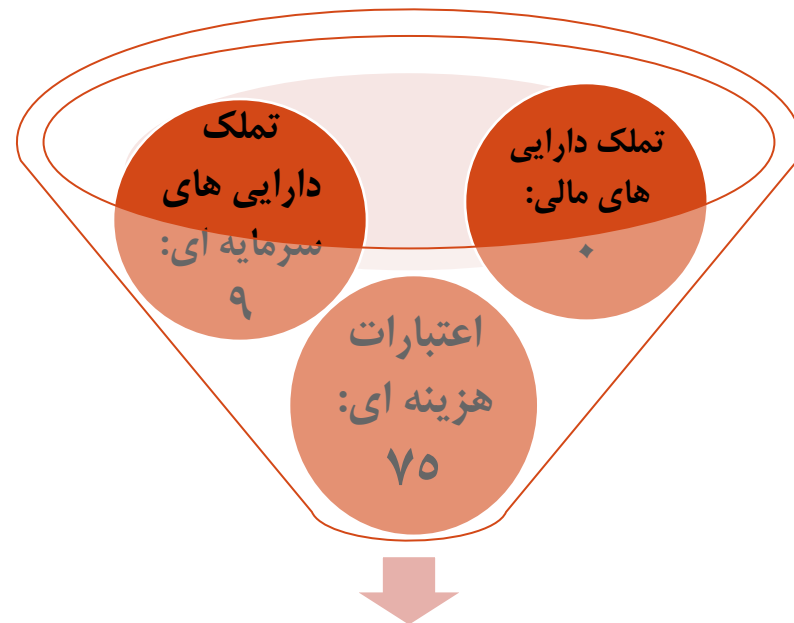 تملک دارایی
های مالی:
۰
تملک
دارایی های
سرمایه ای:
۹
اعتبارات
هزینه ای:
۷۵